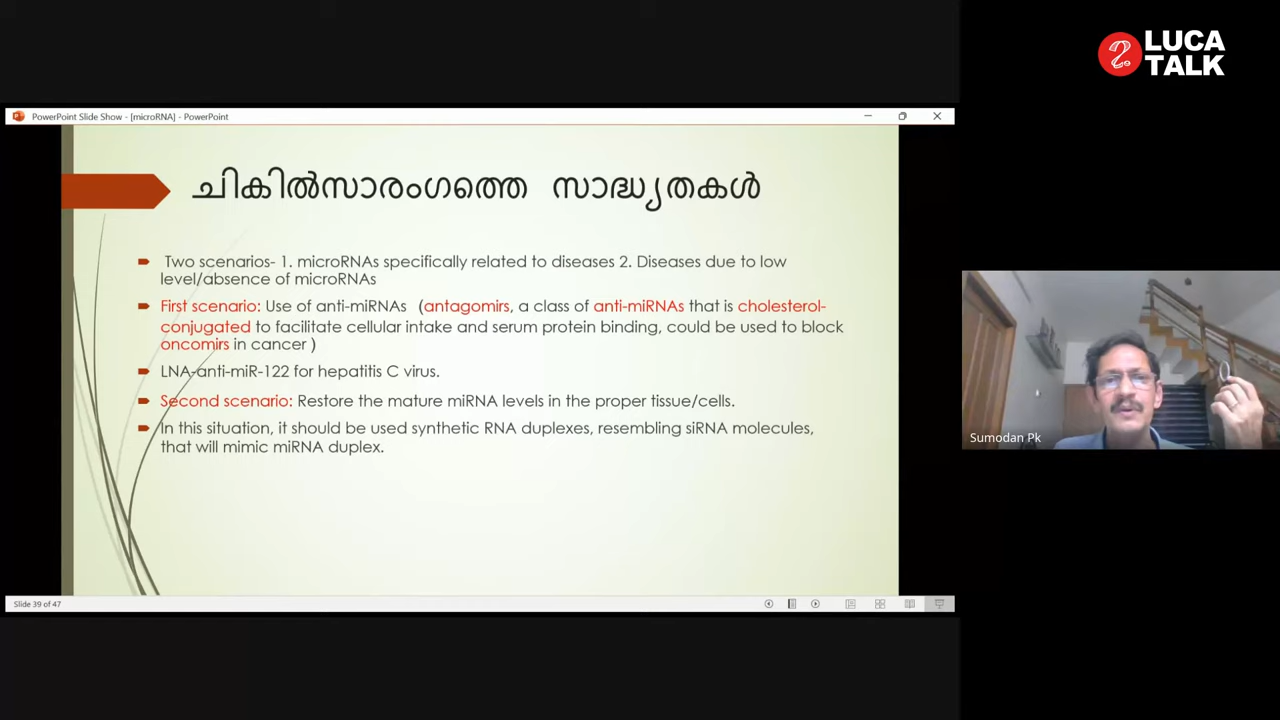 LUCA
TALK
PowerPoint Slide Show - [microRNA] - PowerPoint
ചികിൽസാരംഗത്തെ സാദ്ധ്യതകൾ
Two scenarios- 1. microRNAs specifically related to diseases 2. Diseases due to low
level/absence of microRNAs
First scenario: Use of anti-miRNAs (antagomirs, a class of anti-miRNAs that is cholesterol-
conjugated to facilitate cellular intake and serum protein binding, could be used to block
oncomirs in cancer )
LNA-anti-miR-122 for hepatitis C virus.
Second scenario: Restore the mature miRNA levels in the proper tissue/cells.
In this situation, it should be used synthetic RNA duplexes, resembling siRNA molecules,
that will mimic miRNA duplex.
Sumodan Pk
Slide 39 of 47